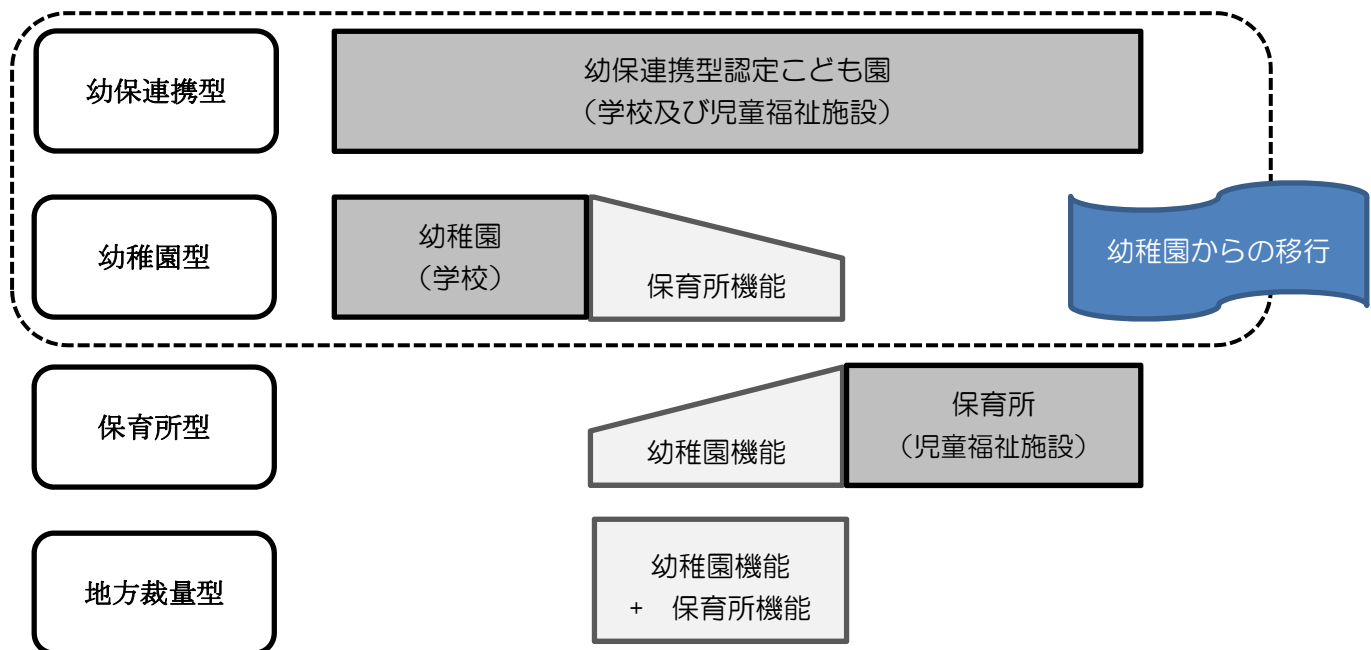 幼保連携型
幼保連携型認定こども園
（学校及び児童福祉施設）
幼稚園型
幼稚園
（学校）
保育所機能
幼稚園からの移行
保育所型
幼稚園機能
保育所
（児童福祉施設）
地方裁量型
幼稚園機能
+ 保育所機能